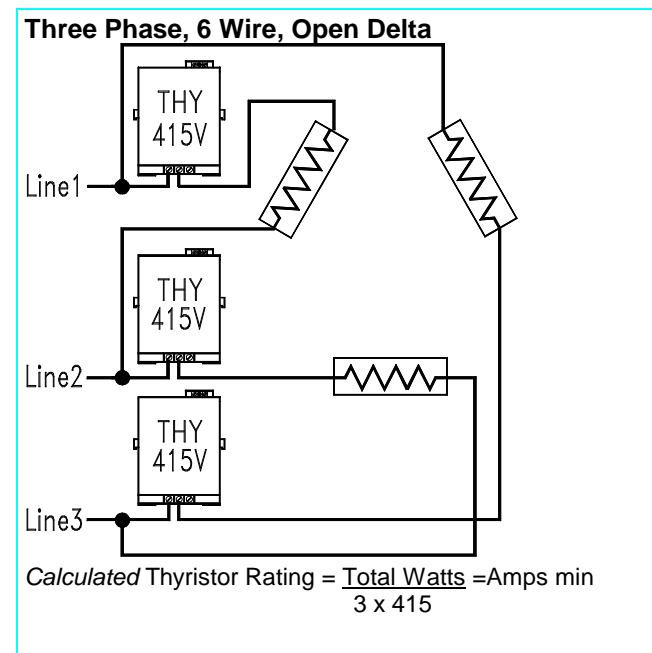 Three Phase, 6 Wire, Open Delta
THY
415V
Line1
THY
415V
Line2
THY
415V
Line3
Calculated Thyristor Rating = Total Watts =Amps min
3 x 415